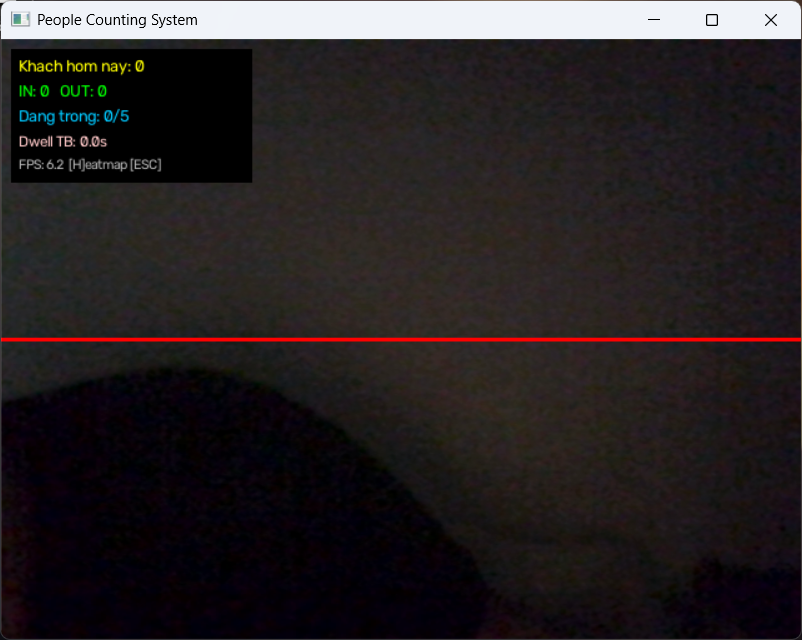 People Counting System
Khach hom nay: 0
IN: 0 OUT: 0
Dang trong: 0/5
Dwell TB: 0.0s
FPS: 6.2 [H]eatmap [ESC]